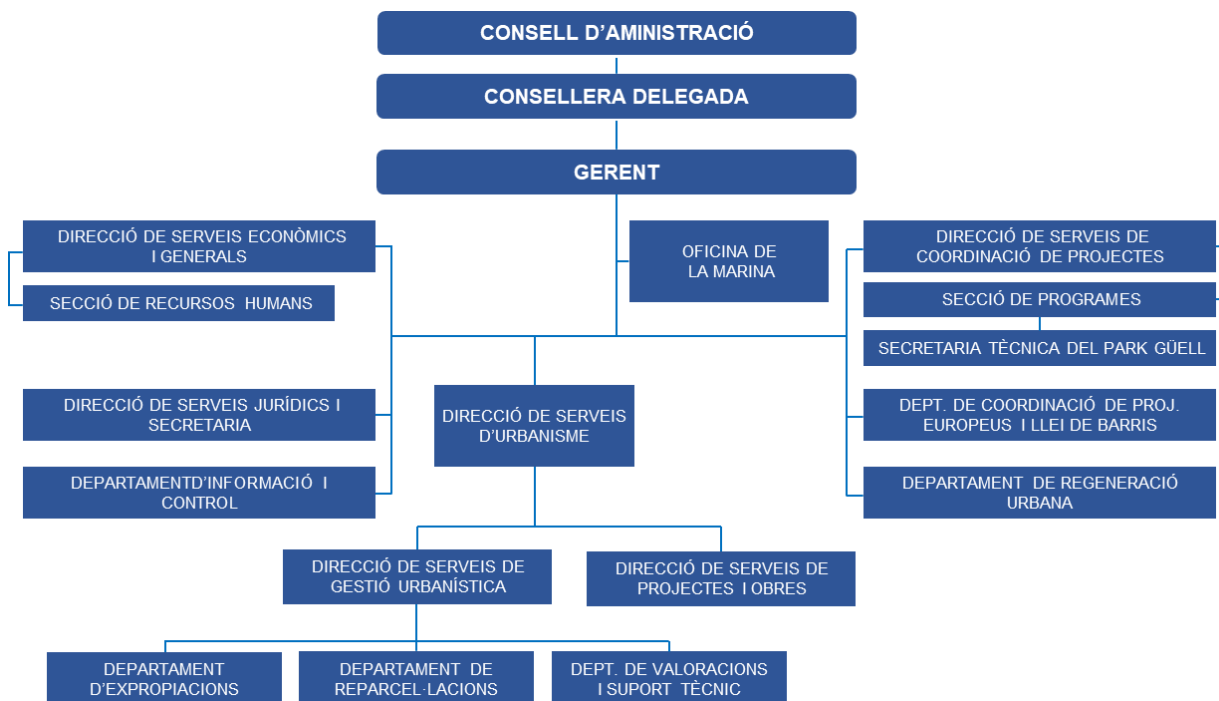 CONSELL D'AMINISTRACIÓ
CONSELLERA DELEGADA
GERENT
DIRECCIÓ DE SERVEIS ECONÒMICS
I GENERALS
SECCIÓ DE RECURSOS HUMANS
OFICINA DE
LA MARINA
DIRECCIÓ DE SERVEIS DE
COORDINACIÓ DE PROJECTES
SECCIÓ DE PROGRAMES
SECRETARIA TÈCNICA DEL PARK GÜELL
DIRECCIÓ DE SERVEIS JURÍDICS I
SECRETARIA
DIRECCIÓ DE SERVEIS
D'URBANISME
DEPT. DE COORDINACIÓ DE PROJ.
EUROPEUS I LLEI DE BARRIS
DEPARTAMENTD'INFORMACIÓ I
CONTROL
DEPARTAMENT DE REGENERACIÓ
URBANA
DIRECCIÓ DE SERVEIS DE
GESTIÓ URBANÍSTICA
DIRECCIÓ DE SERVEIS DE
PROJECTES I OBRES
DEPARTAMENT
D'EXPROPIACIONS
DEPARTAMENT DE
REPARCEL·LACIONS
DEPT. DE VALORACIONS
I SUPORT TÈCNIC